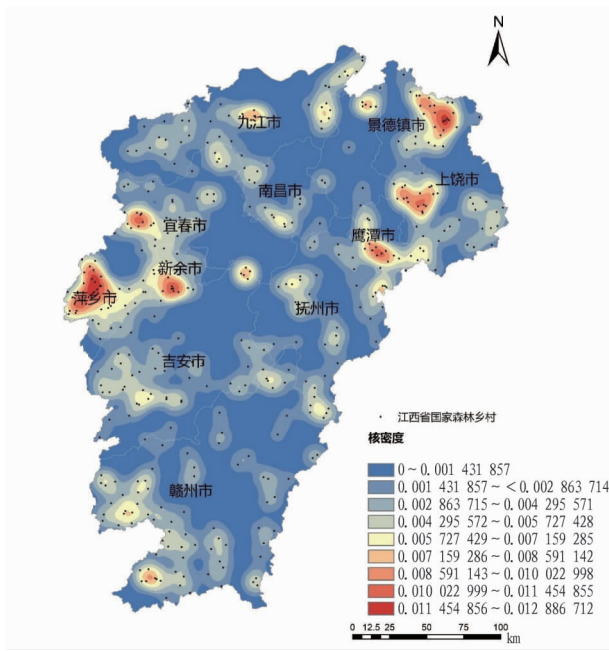 N
九江市
景德镇市
南昌市
上饶市
宜春市
鹰潭市
新余市
萍乡市
抚州市
吉安市
赣州市
江西省国家森林乡村
核密度
0～0.001 431 857
0.001 431 857～＜0.002 863 714
0.002 863 715～0.004 295 571
0.004 295 572～0.005 727 428
0.005 727 429～0.007 159 285
0.007 159 286～0.008 591 142
0.008 591 143～0.010 022 998
0.010 022 999～0.011 454 855
0.011 454 856～0.012 886 712
0 12.5 25 50 75 100
km